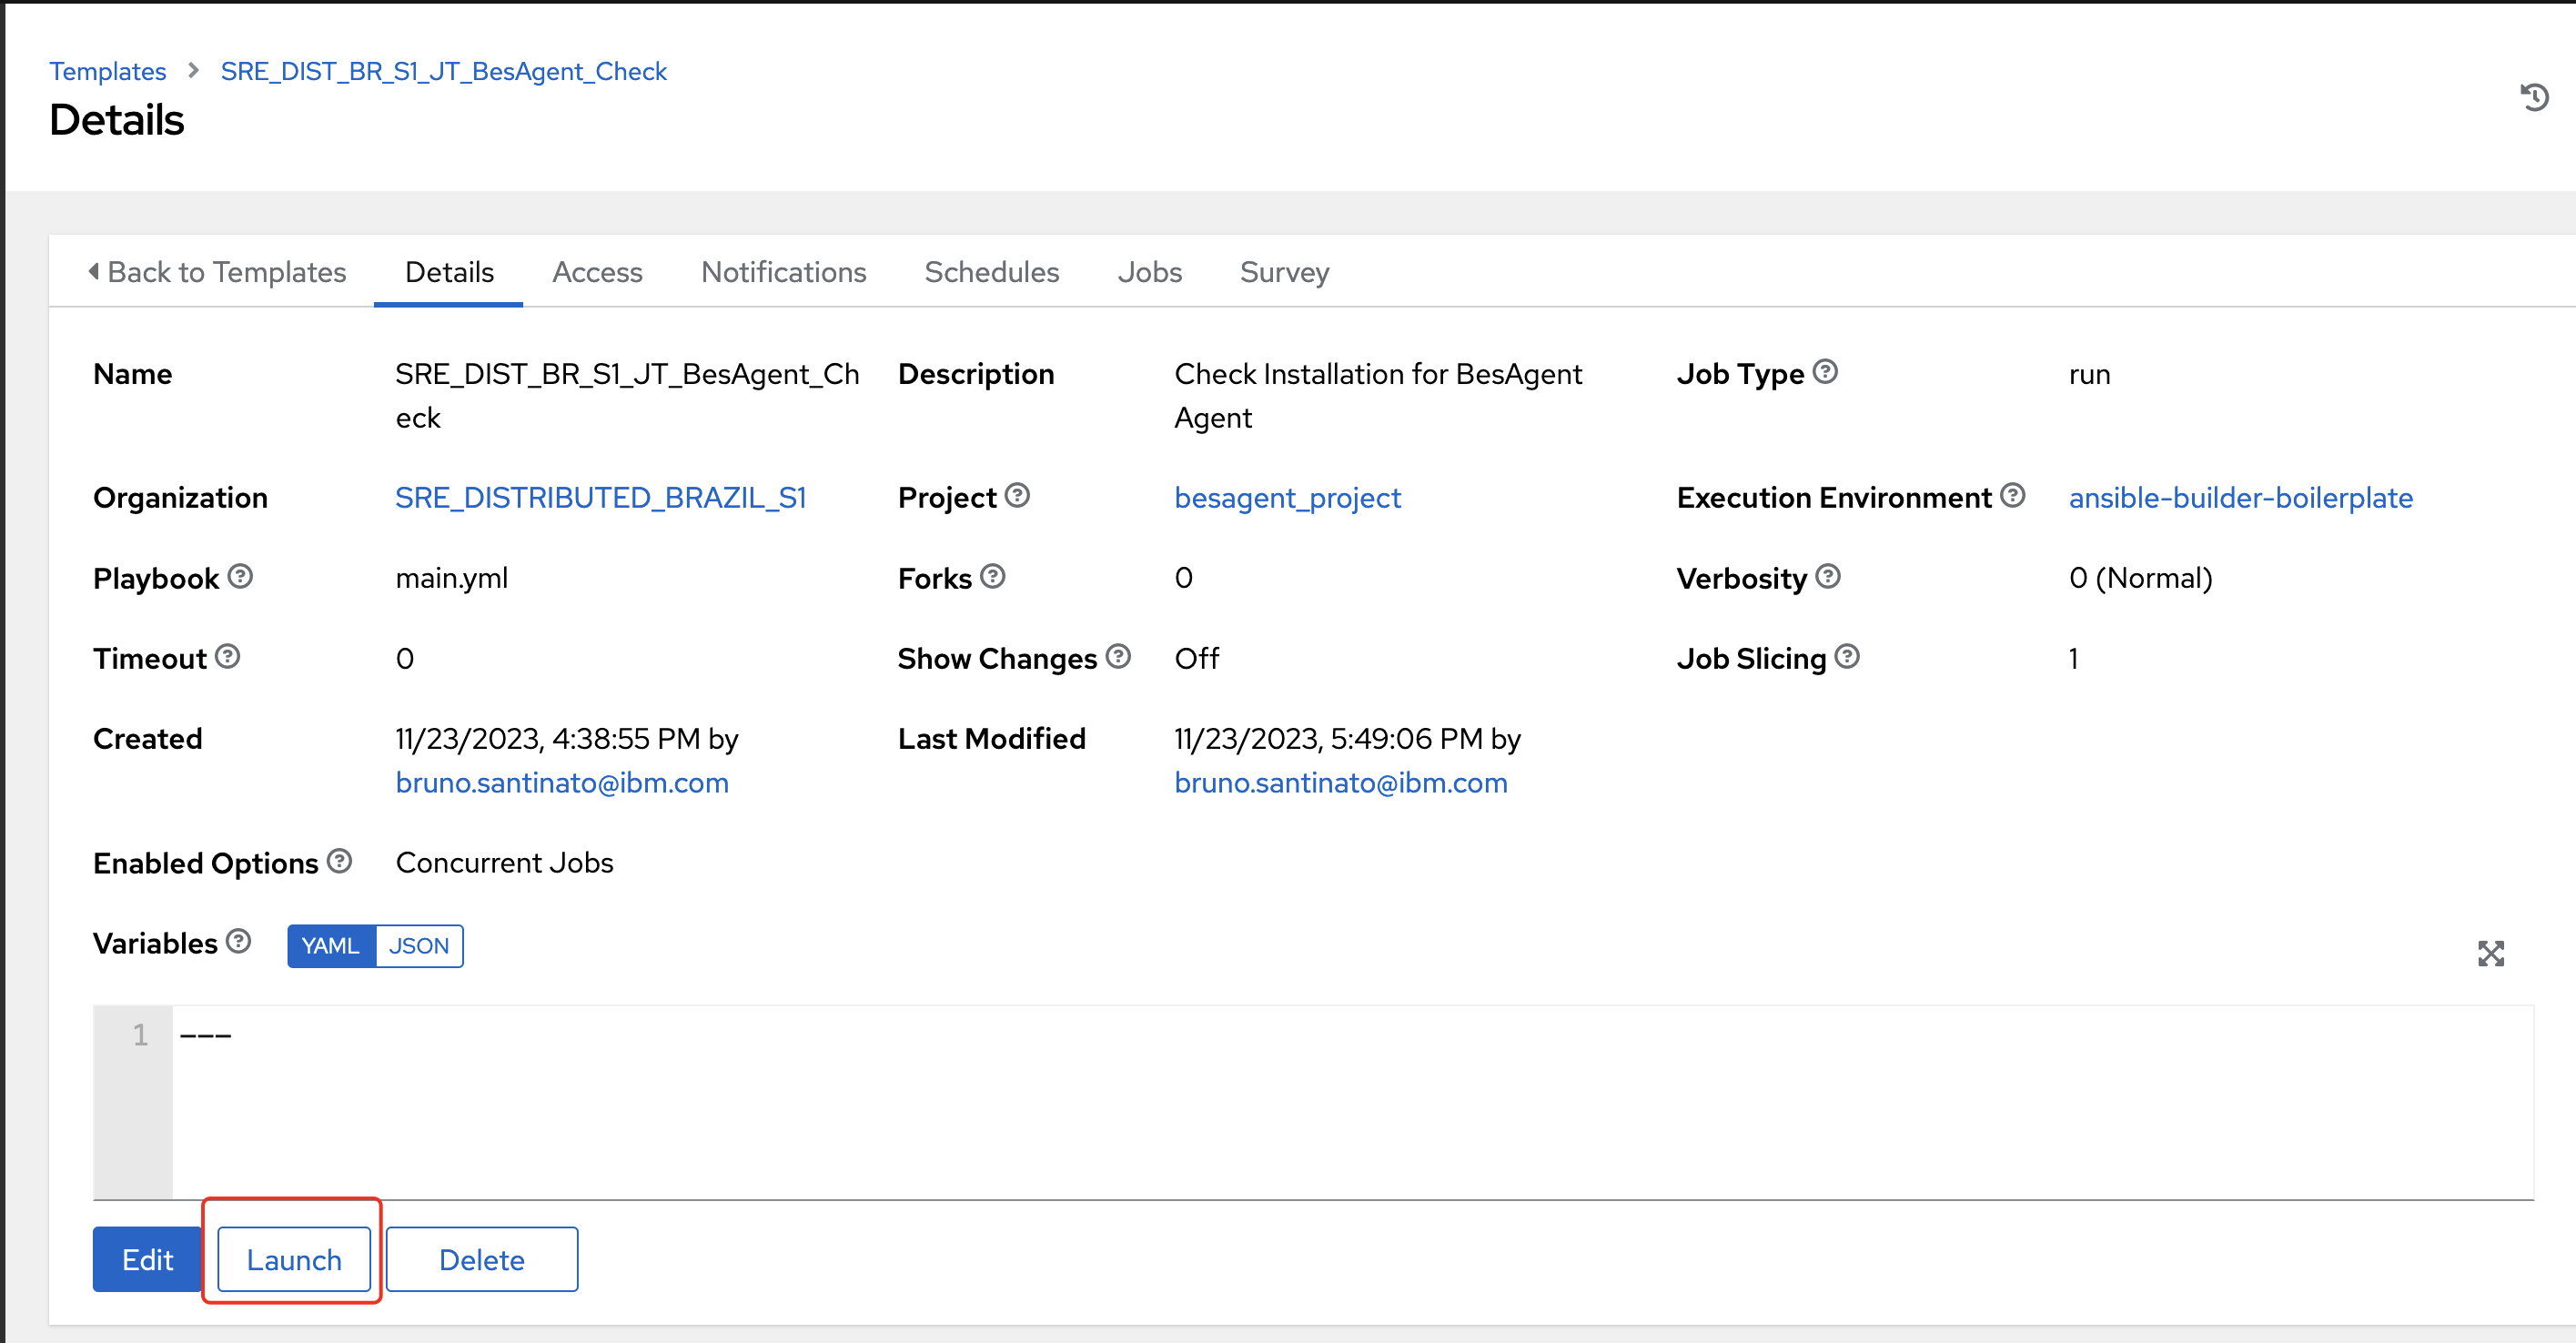 Templates > SRE_DIST_BR_S1_JT_BesAgent_Check
Details
Back to Templates Details Access Notifications Schedules Jobs Survey
Name SRE_DIST_BR_S1_JT_BesAgent_Ch Description Check Installation for BesAgent Job Type run
eck Agent
Organization SRE_DISTRIBUTED_BRAZIL_S1 Project besagent_project Execution Environment ansible-builder-boilerplate
Playbook main.yml Forks 0 Verbosity 0 (Normal)
Timeout 0 Show Changes Off Job Slicing 1
Created 11/23/2023, 4:38:55 PM by Last Modified 11/23/2023, 5:49:06 PM by
bruno.santinato@ibm.com bruno.santinato@ibm.com
Enabled Options Concurrent Jobs
Variables YAML JSON
1 ---
Edit Launch Delete